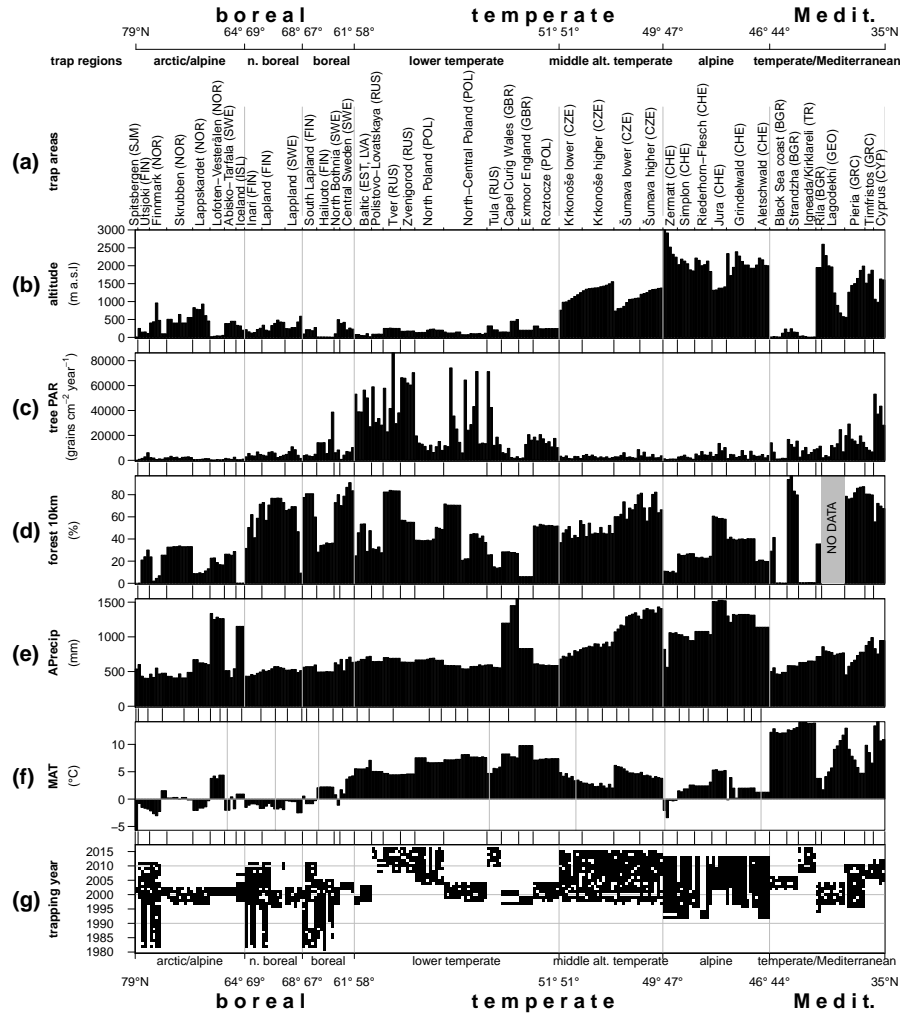 boreal temperate Medit.
79°N 64° 69° 68° 67° 61° 58° 51° 51° 49° 47° 46° 44° 35°N
trap regions arctic/alpine n. boreal boreal lower temperate middle alt. temperate alpine temperate/Mediterranean
(a) trap areas
Spitsbergen (SJM)
Utsjoki (FIN)
Finnmark (NOR)
Skrubben (NOR)
Lappskardet (NOR)
Lofoten−Vesterålen (NOR)
Abisko−Tarfala (SWE)
Iceland (ISL)
Inari (FIN)
Lapland (FIN)
Lappland (SWE)
South Lapland (FIN)
Hailuoto (FIN)
North Bothnia (SWE)
Central Sweden (SWE)
Baltic (EST, LVA)
Polistovo−Lovatskaya (RUS)
Tver (RUS)
Zvenigorod (RUS)
North Poland (POL)
North−Central Poland (POL)
Tula (RUS)
Capel Curig Wales (GBR)
Exmoor England (GBR)
Roztocze (POL)
Krkonoše lower (CZE)
Krkonoše higher (CZE)
Šumava lower (CZE)
Šumava higher (CZE)
Zermatt (CHE)
Simplon (CHE)
Riederhorn−Flesch (CHE)
Jura (CHE)
Grindelwald (CHE)
Aletschwald (CHE)
Black Sea coast (BGR)
Strandzha (BGR)
Igneada/Kirklareli (TR)
Rila (BGR)
Lagodekhi (GEO)
Pieria (GRC)
Timfristos (GRC)
Cyprus (CYP)
(b) altitude
(m a.s.l)
3000
2500
2000
1500
1000
500
0
(c) tree PAR
(grains cm⁻² year⁻¹)
80000
60000
40000
20000
0
(d) forest 10km
(%)
80
60
40
20
0
NO DATA
(e) APrecip
(mm)
1500
1000
500
0
(f) MAT
(°C)
10
5
0
−5
(g) trapping year
2015
2010
2005
2000
1995
1990
1985
1980
arctic/alpine n. boreal boreal lower temperate middle alt. temperate alpine temperate/Mediterranean
79°N 64° 69° 68° 67° 61° 58° 51° 51° 49° 47° 46° 44° 35°N
boreal temperate Medit.